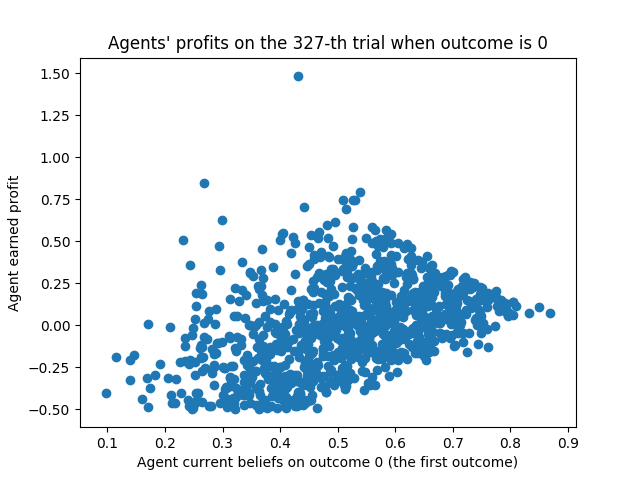 Agents' profits on the 327-th trial when outcome is 0
1.50
1.25
1.00
0.75
0.50
0.25
0.00
−0.25
−0.50
Agent earned profit
0.1 0.2 0.3 0.4 0.5 0.6 0.7 0.8 0.9
Agent current beliefs on outcome 0 (the first outcome)